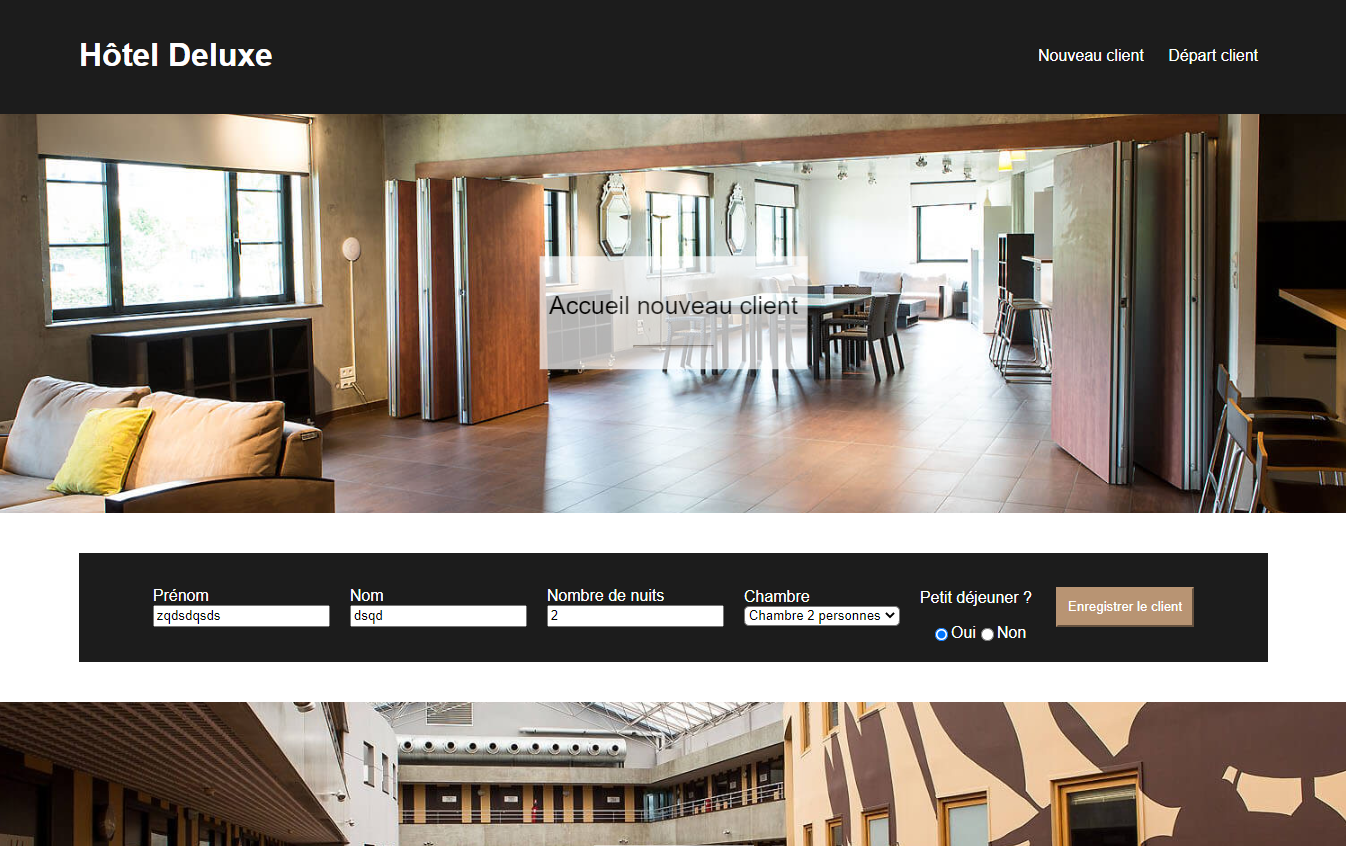 Hôtel Deluxe
Nouveau client Départ client
Accueil nouveau client
Prénom Nom Nombre de nuits Chambre Petit déjeuner ?
zqdsdqsds dsqd 2 Chambre 2 personnes
Oui Non
Enregistrer le client